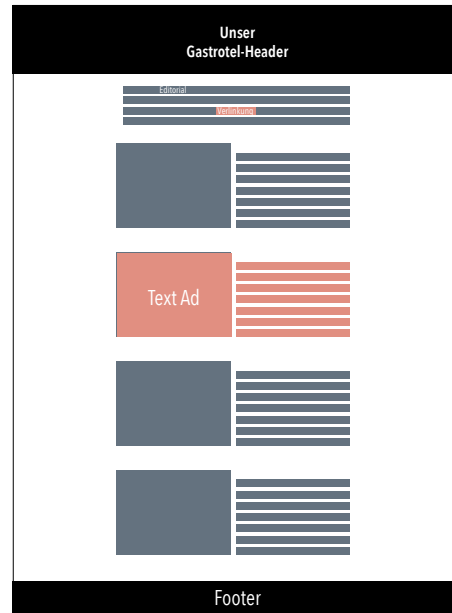 Unser
Gastrotel-Header
Editorial
Verlinkung
Text Ad
Footer